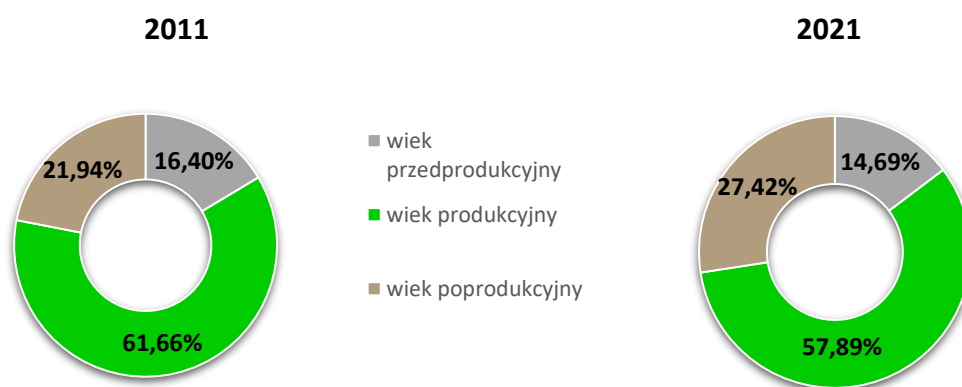 2011
2021
21,94%
16,40%
61,66%
wiek
przedprodukcyjny
wiek produkcyjny
wiek poprodukcyjny
27,42%
14,69%
57,89%